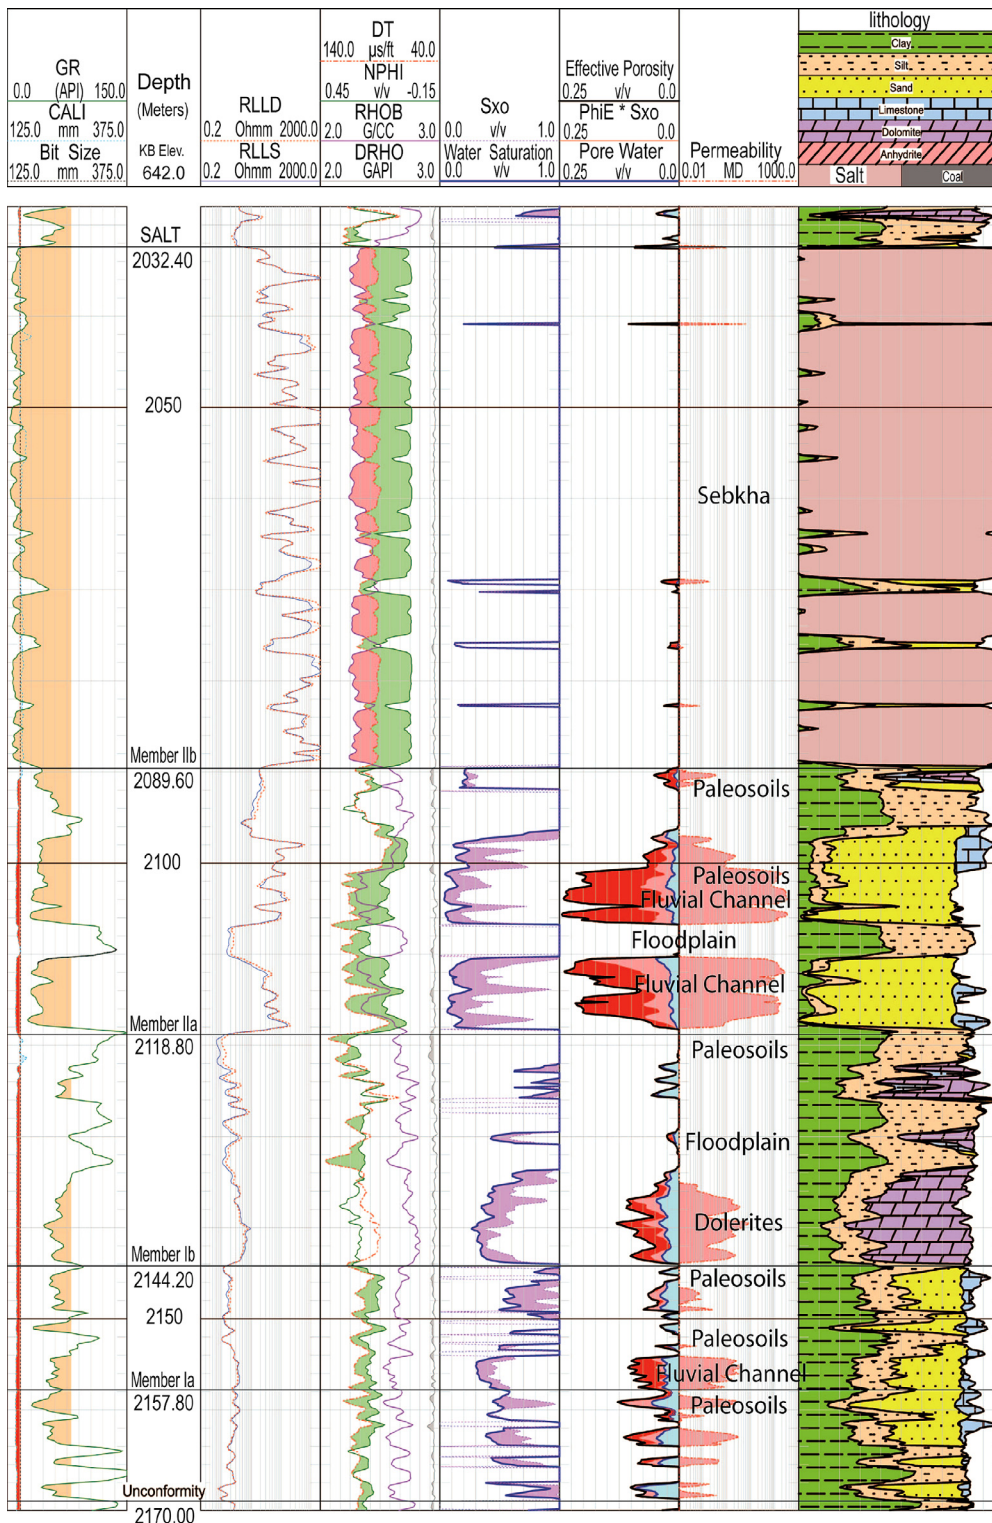 GR
0.0 (API) 150.0
CALI
125.0 mm 375.0
Bit Size
125.0 mm 375.0
Depth
(Meters)
KB Elev.
642.0
RLLD
0.2 Ohmm 2000.0
RLLS
0.2 Ohmm 2000.0
DT
140.0 µs/ft 40.0
NPHI
0.45 v/v -0.15
RHOB
2.0 G/CC 3.0
DRHO
2.0 GAPI 3.0
Sxo
0.0 v/v 1.0
Water Saturation
0.0 v/v 1.0
Effective Porosity
0.25 v/v 0.0
PhiE * Sxo
0.25 v/v 0.0
Pore Water
0.25 v/v 0.0
Permeability
0.01 MD 1000.0
lithology
Clay
Silt
Sand
Limestone
Dolomite
Anhydrite
Salt Coal
SALT
2032.40
2050
Sebkha
Member IIb
2089.60
Paleosoils
2100
Paleosoils
Fluvial Channel
Floodplain
Fluvial Channel
Member IIa
2118.80
Paleosoils
Floodplain
Dolerites
Member Ib
2144.20
Paleosoils
2150
Paleosoils
Fluvial Channel
Member Ia
2157.80
Paleosoils
Unconformity
2170.00